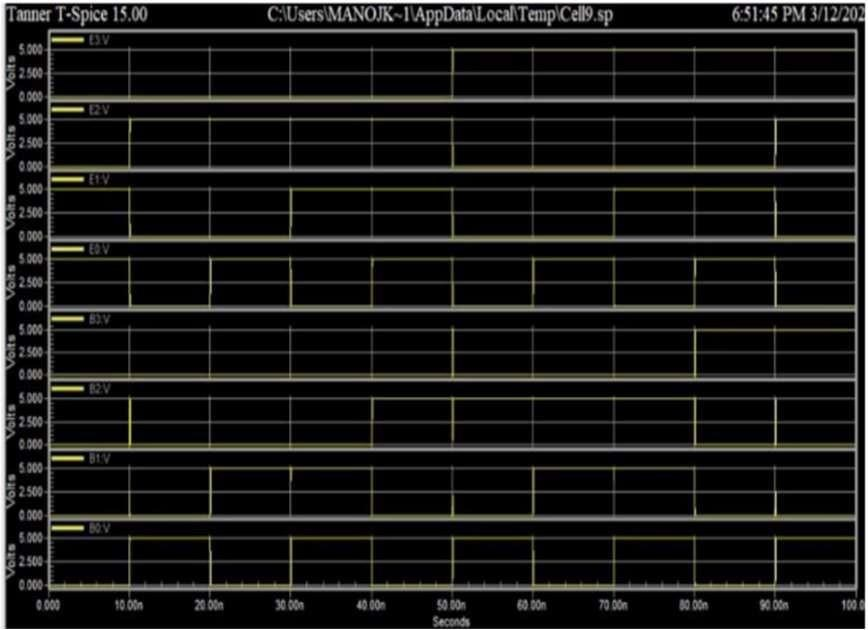 Tanner T-Spice 15.00 C:\Users\MANOJK~1\AppData\Local\Temp\Cell9.sp 6:51:45 PM 3/12/202
E3:V
Volts
5.000
2.500
0.000
E2:V
Volts
5.000
2.500
0.000
E1:V
Volts
5.000
2.500
0.000
E0:V
Volts
5.000
2.500
0.000
B3:V
Volts
5.000
2.500
0.000
B2:V
Volts
5.000
2.500
0.000
B1:V
Volts
5.000
2.500
0.000
B0:V
Volts
5.000
2.500
0.000
0.000 10.00n 20.00n 30.00n 40.00n 50.00n 60.00n 70.00n 80.00n 90.00n 100.0
Seconds